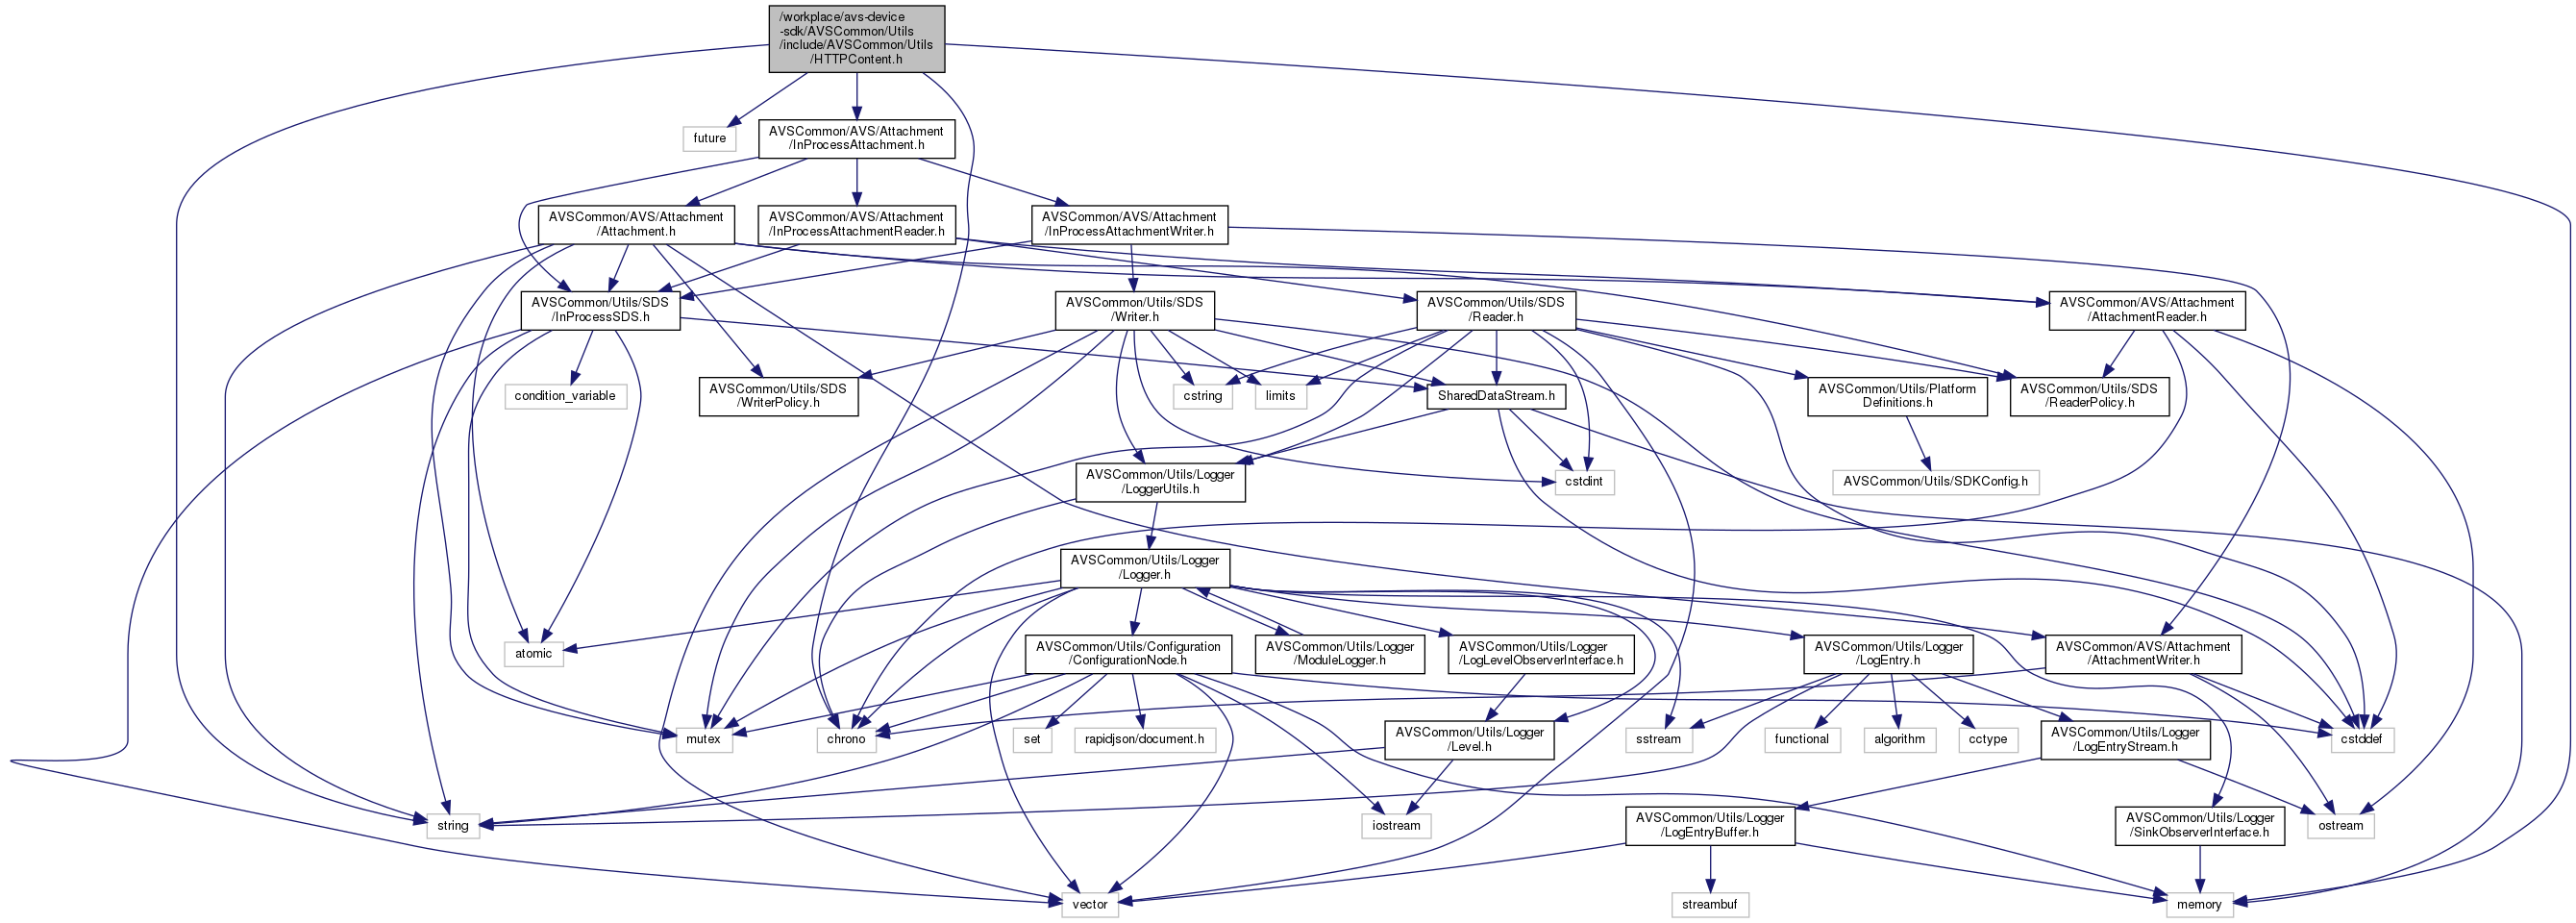 /workplace/avs-device
-sdk/AVSCommon/Utils
/include/AVSCommon/Utils
/HTTPContent.h
future
AVSCommon/AVS/Attachment
/InProcessAttachment.h
AVSCommon/AVS/Attachment
/Attachment.h
AVSCommon/AVS/Attachment
/InProcessAttachmentReader.h
AVSCommon/AVS/Attachment
/InProcessAttachmentWriter.h
AVSCommon/Utils/SDS
/InProcessSDS.h
AVSCommon/Utils/SDS
/Writer.h
AVSCommon/Utils/SDS
/Reader.h
AVSCommon/AVS/Attachment
/AttachmentReader.h
condition_variable
AVSCommon/Utils/SDS
/WriterPolicy.h
cstring
limits
SharedDataStream.h
AVSCommon/Utils/Platform
Definitions.h
AVSCommon/Utils/SDS
/ReaderPolicy.h
AVSCommon/Utils/Logger
/LoggerUtils.h
cstdint
AVSCommon/Utils/SDKConfig.h
AVSCommon/Utils/Logger
/Logger.h
atomic
AVSCommon/Utils/Configuration
/ConfigurationNode.h
AVSCommon/Utils/Logger
/ModuleLogger.h
AVSCommon/Utils/Logger
/LogLevelObserverInterface.h
AVSCommon/Utils/Logger
/LogEntry.h
AVSCommon/AVS/Attachment
/AttachmentWriter.h
mutex
chrono
set
rapidjson/document.h
AVSCommon/Utils/Logger
/Level.h
sstream
functional
algorithm
cctype
AVSCommon/Utils/Logger
/LogEntryStream.h
cstddef
string
iostream
AVSCommon/Utils/Logger
/LogEntryBuffer.h
AVSCommon/Utils/Logger
/SinkObserverInterface.h
ostream
vector
streambuf
memory